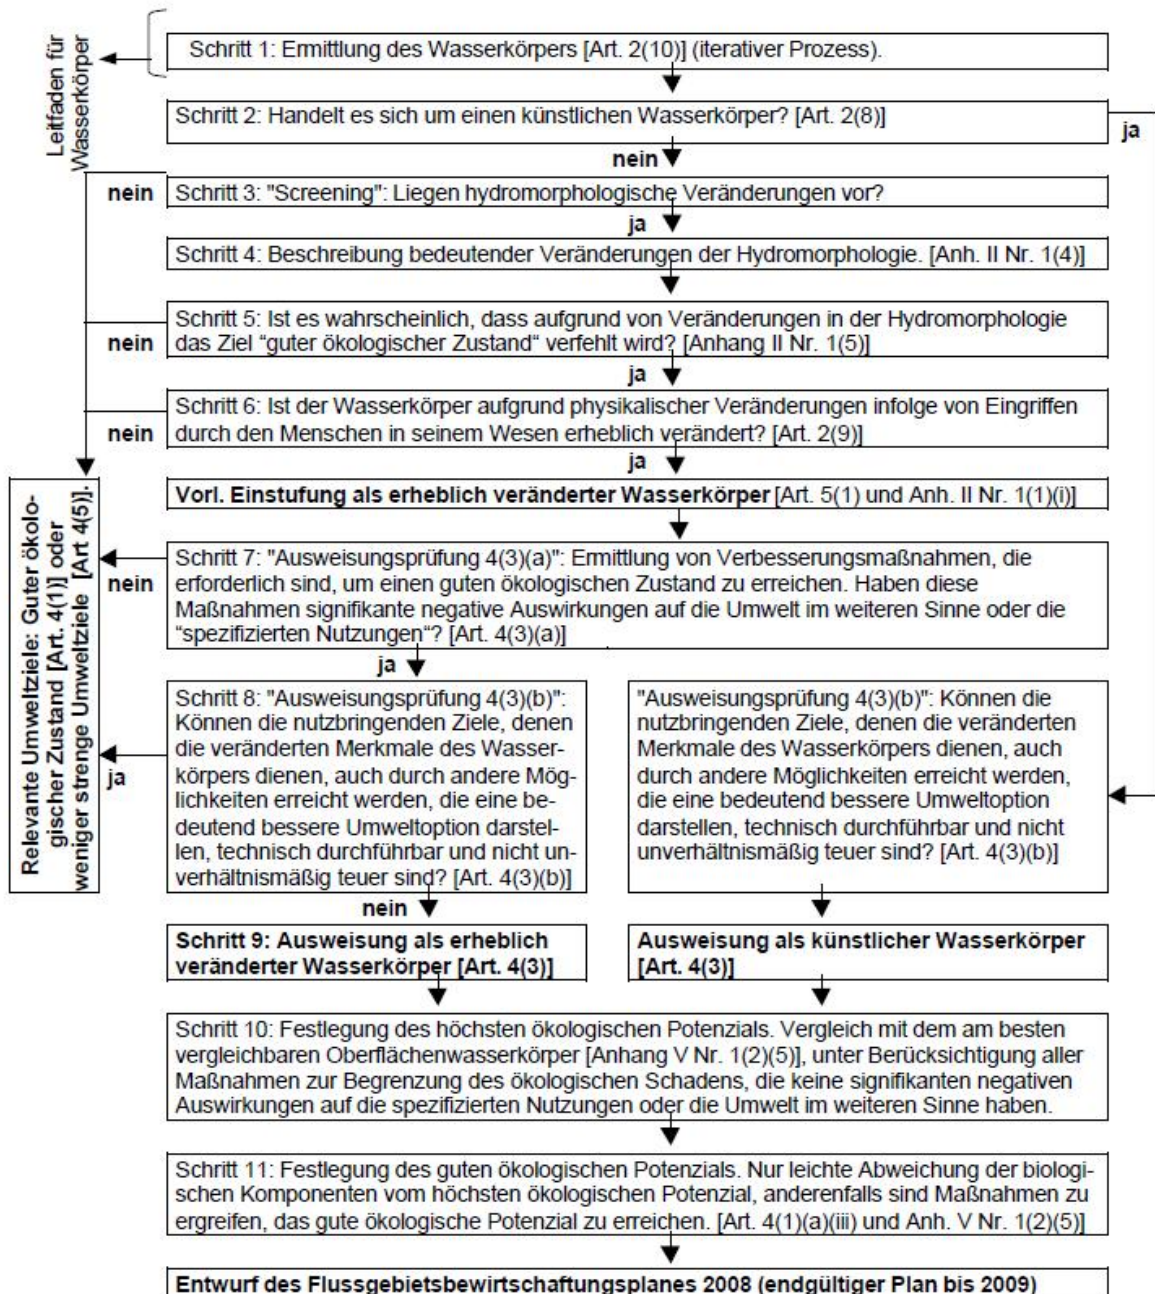 Leitfaden für
Wasserkörper
Schritt 1: Ermittlung des Wasserkörpers [Art. 2(10)] (iterativer Prozess).
Schritt 2: Handelt es sich um einen künstlichen Wasserkörper? [Art. 2(8)]
ja
nein
nein
Schritt 3: "Screening": Liegen hydromorphologische Veränderungen vor?
ja
Schritt 4: Beschreibung bedeutender Veränderungen der Hydromorphologie. [Anh. II Nr. 1(4)]
Schritt 5: Ist es wahrscheinlich, dass aufgrund von Veränderungen in der Hydromorphologie
das Ziel “guter ökologischer Zustand“ verfehlt wird? [Anhang II Nr. 1(5)]
nein
ja
Schritt 6: Ist der Wasserkörper aufgrund physikalischer Veränderungen infolge von Eingriffen
durch den Menschen in seinem Wesen erheblich verändert? [Art. 2(9)]
nein
ja
Vorl. Einstufung als erheblich veränderter Wasserkörper [Art. 5(1) und Anh. II Nr. 1(1)(i)]
Relevante Umweltziele: Guter ökolo-
gischer Zustand [Art. 4(1)] oder
weniger strenge Umweltziele [Art 4(5)].
Schritt 7: "Ausweisungsprüfung 4(3)(a)": Ermittlung von Verbesserungsmaßnahmen, die
erforderlich sind, um einen guten ökologischen Zustand zu erreichen. Haben diese
Maßnahmen signifikante negative Auswirkungen auf die Umwelt im weiteren Sinne oder die
“spezifizierten Nutzungen“? [Art. 4(3)(a)]
nein
ja
Schritt 8: "Ausweisungsprüfung 4(3)(b)":
Können die nutzbringenden Ziele, denen
die veränderten Merkmale des Wasser-
körpers dienen, auch durch andere Mög-
lichkeiten erreicht werden, die eine be-
deutend bessere Umweltoption darstel-
len, technisch durchführbar und nicht un-
verhältnismäßig teuer sind? [Art. 4(3)(b)]
ja
nein
"Ausweisungsprüfung 4(3)(b)": Können die
nutzbringenden Ziele, denen die veränderten
Merkmale des Wasserkörpers dienen, auch
durch andere Möglichkeiten erreicht werden,
die eine bedeutend bessere Umweltoption
darstellen, technisch durchführbar und nicht
unverhältnismäßig teuer sind? [Art. 4(3)(b)]
Schritt 9: Ausweisung als erheblich
veränderter Wasserkörper [Art. 4(3)]
Ausweisung als künstlicher Wasserkörper
[Art. 4(3)]
Schritt 10: Festlegung des höchsten ökologischen Potenzials. Vergleich mit dem am besten
vergleichbaren Oberflächenwasserkörper [Anhang V Nr. 1(2)(5)], unter Berücksichtigung aller
Maßnahmen zur Begrenzung des ökologischen Schadens, die keine signifikanten negativen
Auswirkungen auf die spezifizierten Nutzungen oder die Umwelt im weiteren Sinne haben.
Schritt 11: Festlegung des guten ökologischen Potenzials. Nur leichte Abweichung der biologi-
schen Komponenten vom höchsten ökologischen Potenzial, anderenfalls sind Maßnahmen zu
ergreifen, das gute ökologische Potenzial zu erreichen. [Art. 4(1)(a)(iii) und Anh. V Nr. 1(2)(5)]
Entwurf des Flussgebietsbewirtschaftungsplanes 2008 (endgültiger Plan bis 2009)